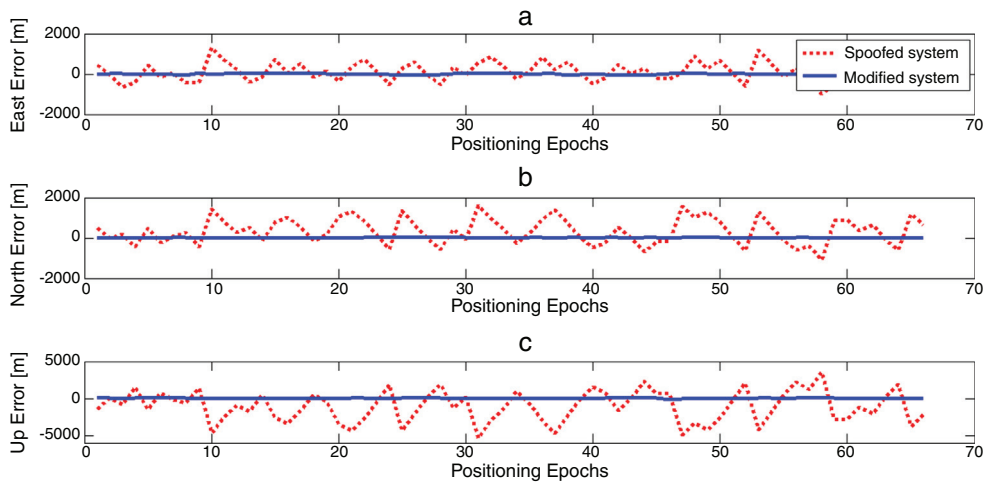 a
East Error [m]
2000
0
-2000
Spoofed system
Modified system
0 10 20 30 40 50 60 70
Positioning Epochs
b
North Error [m]
2000
0
-2000
0 10 20 30 40 50 60 70
Positioning Epochs
c
Up Error [m]
5000
0
-5000
0 10 20 30 40 50 60 70
Positioning Epochs